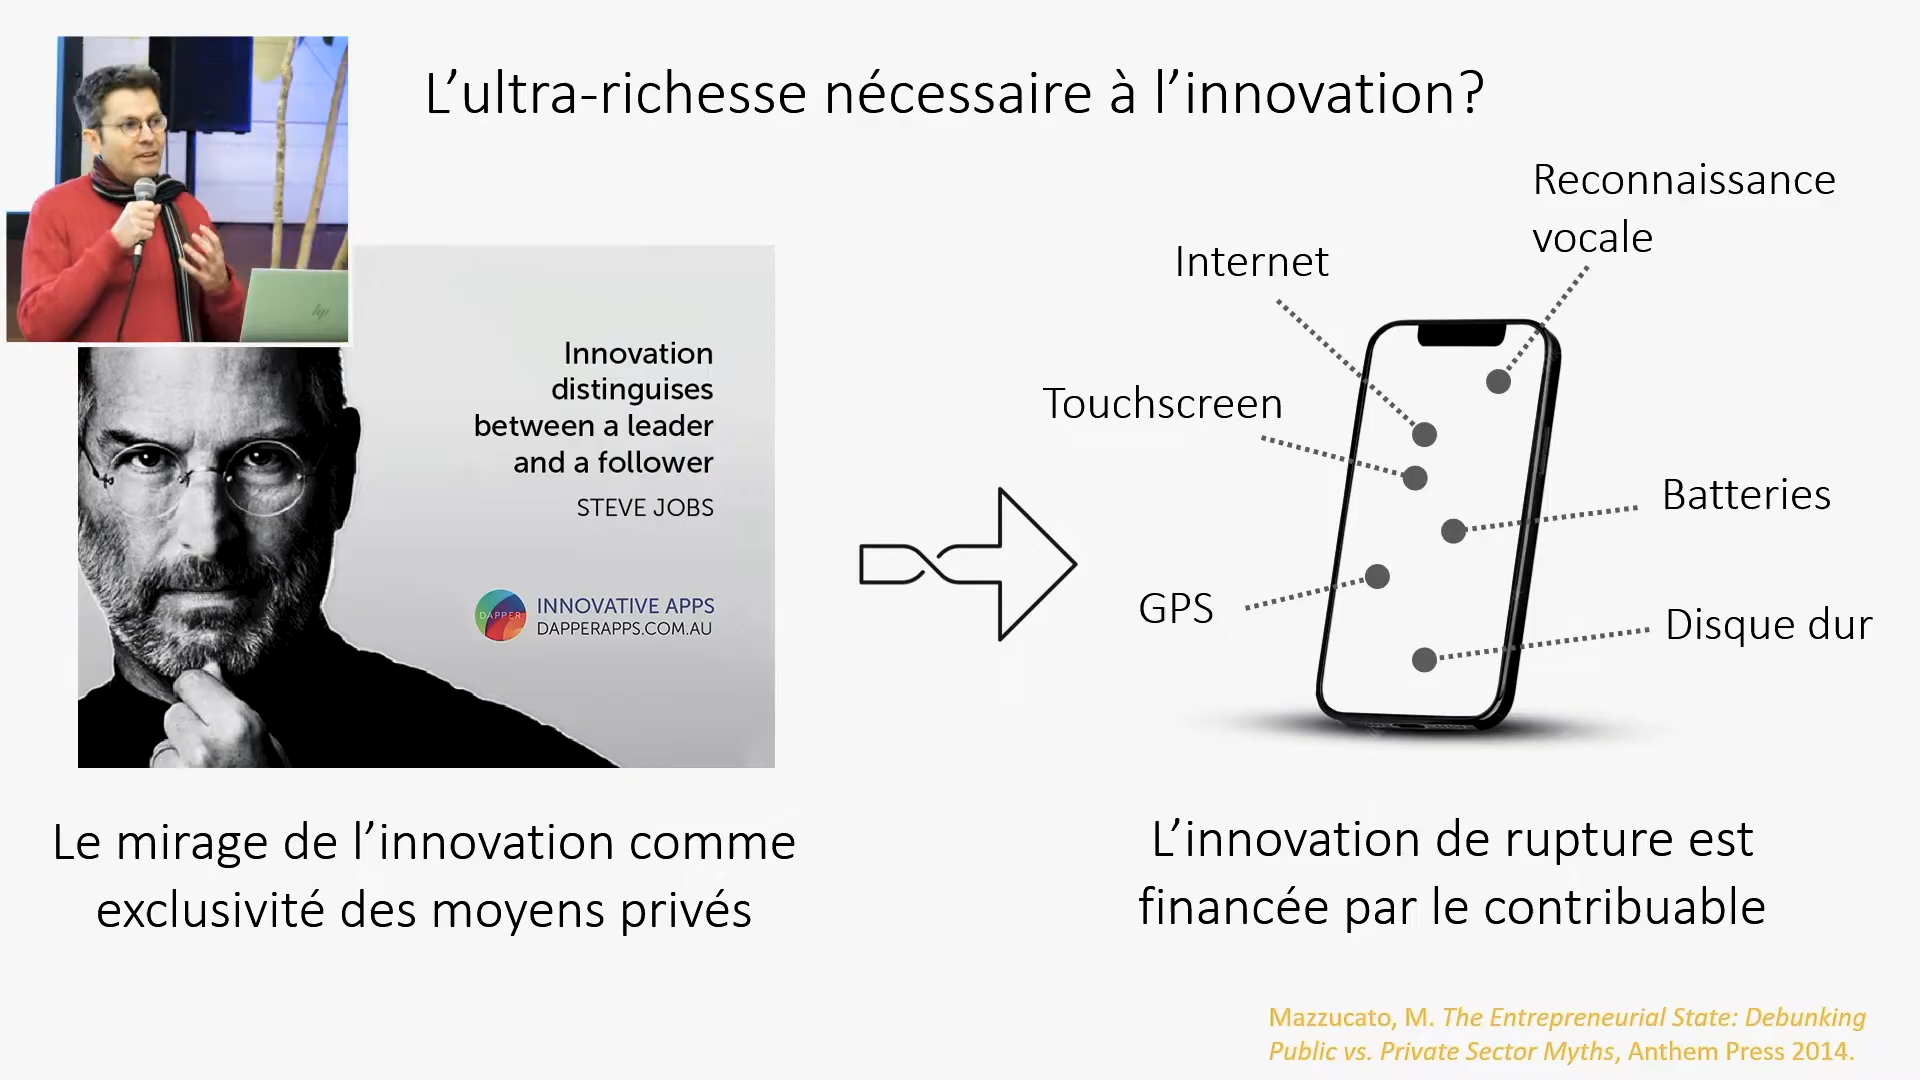 L’ultra-richesse nécessaire à l’innovation?
Innovation
distinguises
between a leader
and a follower
STEVE JOBS
DAPPER
INNOVATIVE APPS
DAPPERAPPS.COM.AU
hp
Le mirage de l’innovation comme
exclusivité des moyens privés
Reconnaissance
vocale
Internet
Touchscreen
Batteries
GPS
Disque dur
L’innovation de rupture est
financée par le contribuable
Mazzucato, M. The Entrepreneurial State: Debunking
Public vs. Private Sector Myths, Anthem Press 2014.